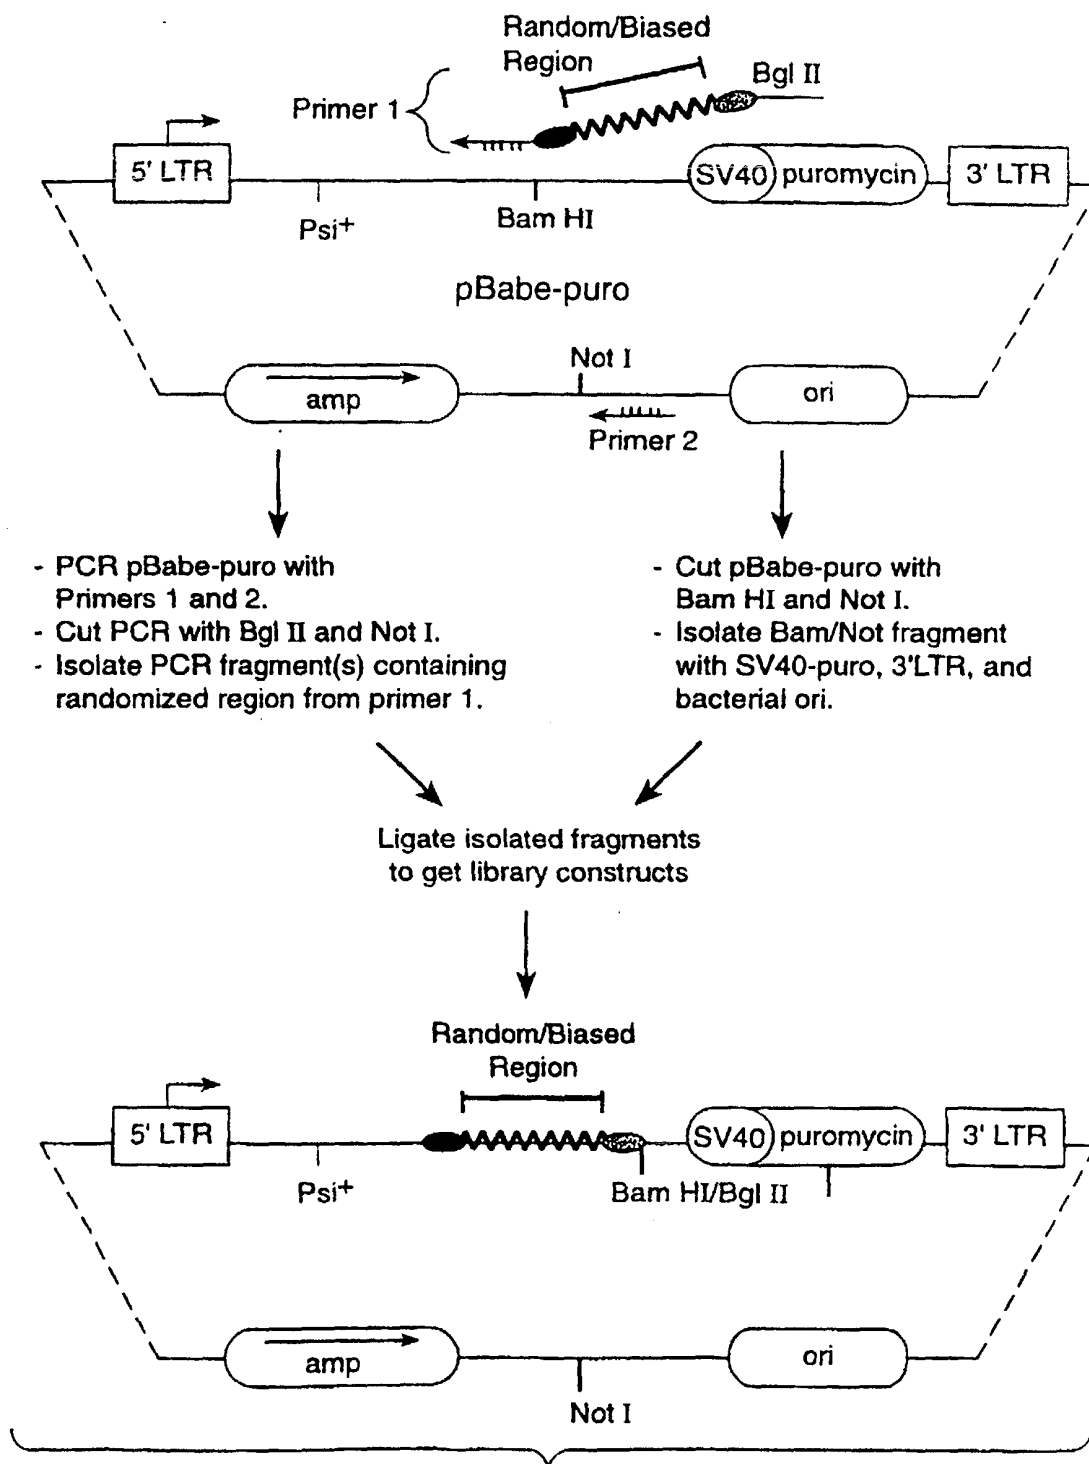 Random/Biased
Region
Bgl II
Primer 1
5' LTR
SV40
puromycin
3' LTR
Psi+
Bam HI
pBabe-puro
Not I
amp
ori
Primer 2
- PCR pBabe-puro with
Primers 1 and 2.
- Cut PCR with Bgl II and Not I.
- Isolate PCR fragment(s) containing
randomized region from primer 1.
- Cut pBabe-puro with
Bam HI and Not I.
- Isolate Bam/Not fragment
with SV40-puro, 3'LTR, and
bacterial ori.
Ligate isolated fragments
to get library constructs
Random/Biased
Region
5' LTR
SV40
puromycin
3' LTR
Psi+
Bam HI/Bgl II
amp
ori
Not I